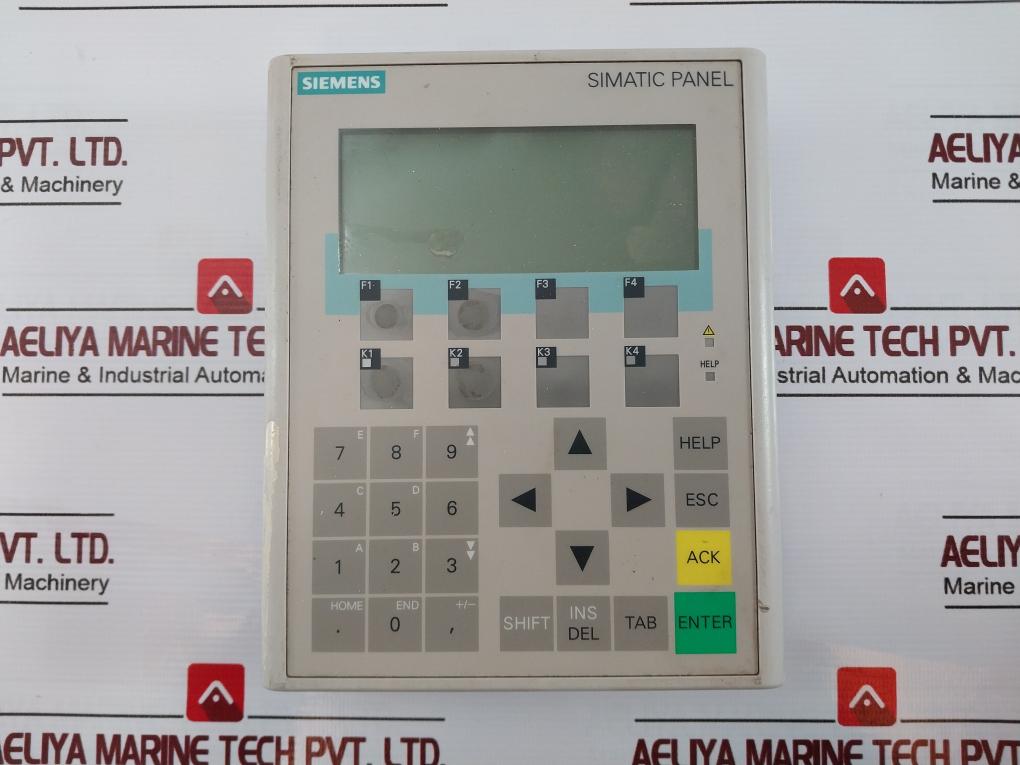 SIEMENS
SIMATIC PANEL
PVT. LTD.
& Machinery
AELIYA
Marine &
F1 F2 F3 F4
K1 K2 K3 K4
HELP
AELIYA MARINE TE
Marine & Industrial Automa
ARINE TECH PVT.
strial Automation & Mac
7 E 8 F 9
HELP
4 C 5 D 6
ESC
1 A 2 B 3
ACK
. HOME 0 END , +/-
SHIFT
INS
DEL
TAB
ENTER
VT. LTD.
Machinery
AELIY
Marine
AELIYA MARINE TECH PVT. LTD.
AELIYA MARINE TECH PVT.